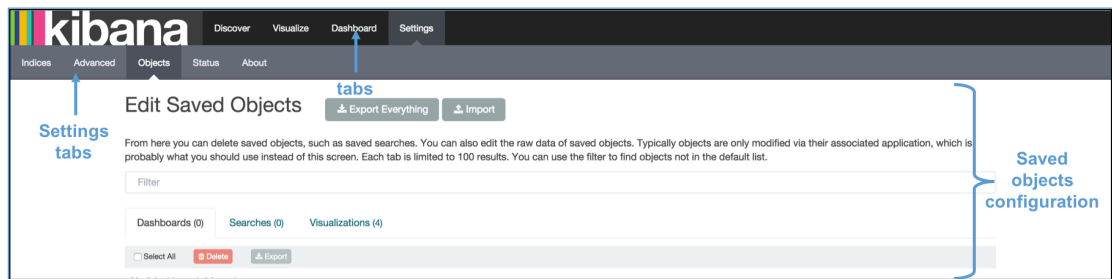 kibana
Discover Visualize Dashboard Settings
Indices Advanced Objects Status About
tabs
Edit Saved Objects Export Everything Import
Settings
tabs
From here you can delete saved objects, such as saved searches. You can also edit the raw data of saved objects. Typically objects are only modified via their associated application, which is
probably what you should use instead of this screen. Each tab is limited to 100 results. You can use the filter to find objects not in the default list.
Saved
objects
configuration
Filter
Dashboards (0) Searches (0) Visualizations (4)
Select All Delete Export